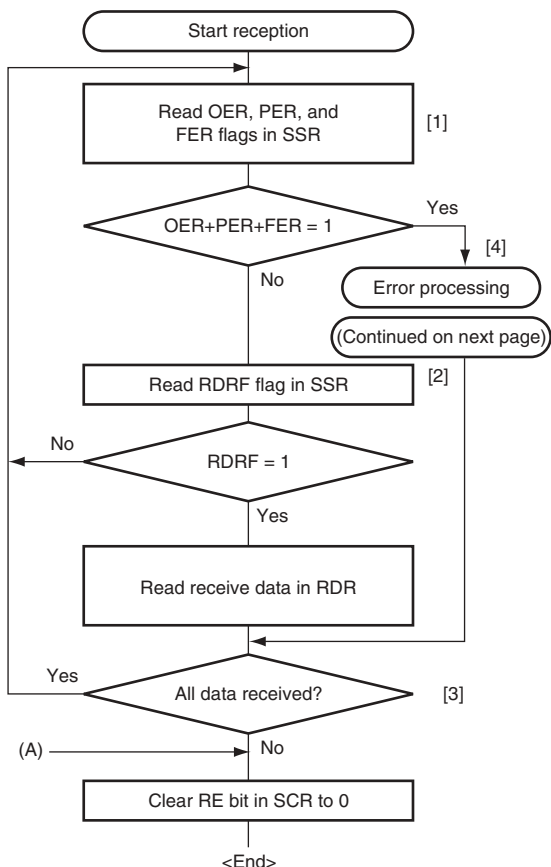 Start reception
Read OER, PER, and
FER flags in SSR
[1]
OER+PER+FER = 1
Yes
[4]
No
Error processing
(Continued on next page)
Read RDRF flag in SSR
[2]
No
RDRF = 1
Yes
Read receive data in RDR
Yes
All data received?
[3]
(A)
No
Clear RE bit in SCR to 0
<End>